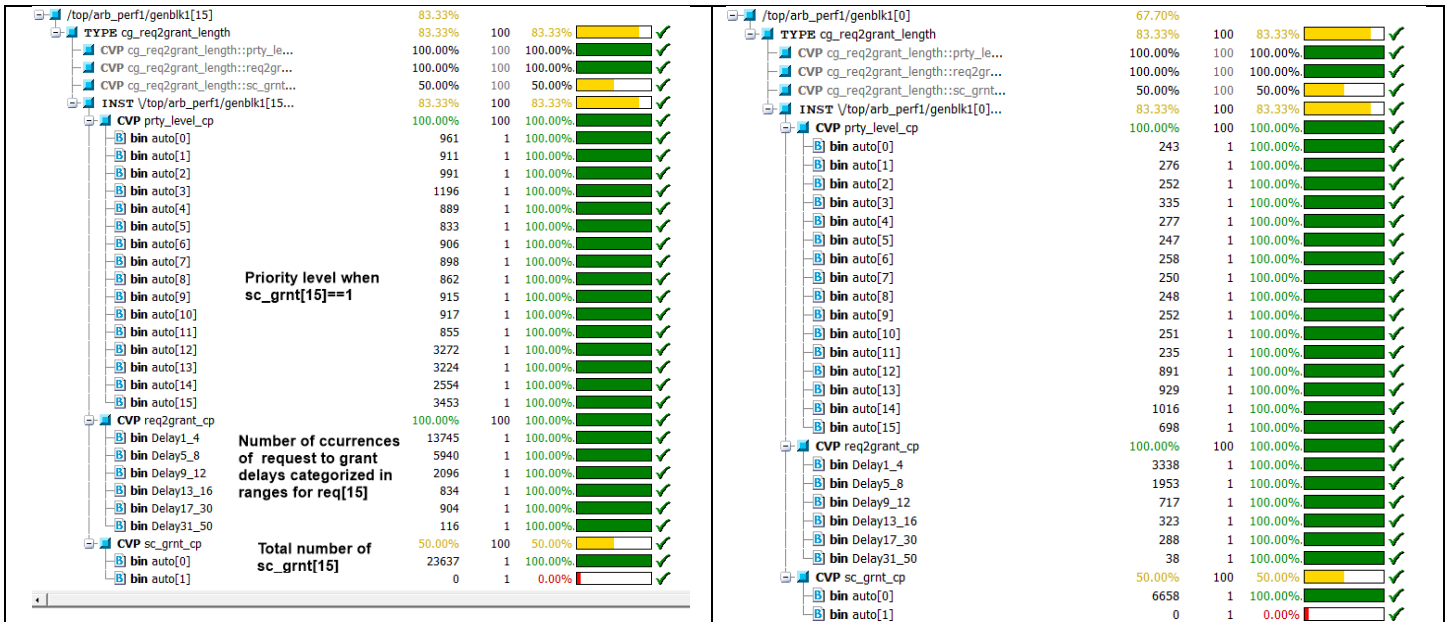 /top/arb_perf1/genblk1[15] 83.33%
TYPE cg_req2grant_length 83.33% 100 83.33%
CVP cg_req2grant_length::prty_le... 100.00% 100 100.00%
CVP cg_req2grant_length::req2gr... 100.00% 100 100.00%
CVP cg_req2grant_length::sc_grnt... 50.00% 100 50.00%
INST \/top/arb_perf1/genblk1[15... 83.33% 100 83.33%
CVP prty_level_cp 100.00% 100 100.00%
B bin auto[0] 961 1 100.00%
B bin auto[1] 911 1 100.00%
B bin auto[2] 991 1 100.00%
B bin auto[3] 1196 1 100.00%
B bin auto[4] 889 1 100.00%
B bin auto[5] 833 1 100.00%
B bin auto[6] 906 1 100.00%
B bin auto[7] 898 1 100.00%
B bin auto[8] 862 1 100.00%
B bin auto[9] 915 1 100.00%
B bin auto[10] 917 1 100.00%
B bin auto[11] 855 1 100.00%
B bin auto[12] 3272 1 100.00%
B bin auto[13] 3224 1 100.00%
B bin auto[14] 2554 1 100.00%
B bin auto[15] 3453 1 100.00%
Priority level when
sc_grnt[15]==1
CVP req2grant_cp 100.00% 100 100.00%
B bin Delay1_4 13745 1 100.00%
B bin Delay5_8 5940 1 100.00%
B bin Delay9_12 2096 1 100.00%
B bin Delay13_16 834 1 100.00%
B bin Delay17_30 904 1 100.00%
B bin Delay31_50 116 1 100.00%
Number of ccurrences
of request to grant
delays categorized in
ranges for req[15]
CVP sc_grnt_cp 50.00% 100 50.00%
B bin auto[0] 23637 1 100.00%
B bin auto[1] 0 1 0.00%
Total number of
sc_grnt[15]
/top/arb_perf1/genblk1[0] 67.70%
TYPE cg_req2grant_length 83.33% 100 83.33%
CVP cg_req2grant_length::prty_le... 100.00% 100 100.00%
CVP cg_req2grant_length::req2gr... 100.00% 100 100.00%
CVP cg_req2grant_length::sc_grnt... 50.00% 100 50.00%
INST \/top/arb_perf1/genblk1[0]... 83.33% 100 83.33%
CVP prty_level_cp 100.00% 100 100.00%
B bin auto[0] 243 1 100.00%
B bin auto[1] 276 1 100.00%
B bin auto[2] 252 1 100.00%
B bin auto[3] 335 1 100.00%
B bin auto[4] 277 1 100.00%
B bin auto[5] 247 1 100.00%
B bin auto[6] 258 1 100.00%
B bin auto[7] 250 1 100.00%
B bin auto[8] 248 1 100.00%
B bin auto[9] 252 1 100.00%
B bin auto[10] 251 1 100.00%
B bin auto[11] 235 1 100.00%
B bin auto[12] 891 1 100.00%
B bin auto[13] 929 1 100.00%
B bin auto[14] 1016 1 100.00%
B bin auto[15] 698 1 100.00%
CVP req2grant_cp 100.00% 100 100.00%
B bin Delay1_4 3338 1 100.00%
B bin Delay5_8 1953 1 100.00%
B bin Delay9_12 717 1 100.00%
B bin Delay13_16 323 1 100.00%
B bin Delay17_30 288 1 100.00%
B bin Delay31_50 38 1 100.00%
CVP sc_grnt_cp 50.00% 100 50.00%
B bin auto[0] 6658 1 100.00%
B bin auto[1] 0 1 0.00%